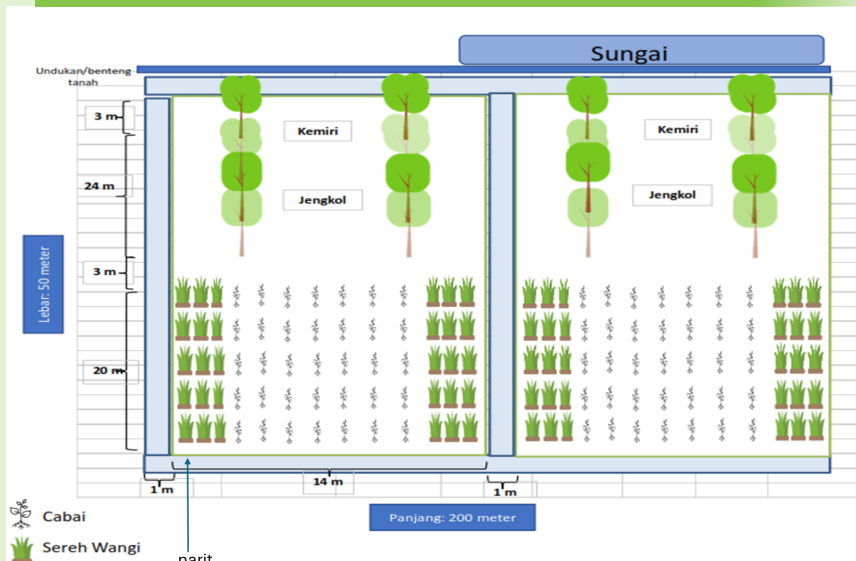 Sungai
Undukan/benteng
tanah
3 m
Kemiri
Kemiri
24 m
Jengkol
Jengkol
3 m
Lebar: 50 meter
20 m
14 m
1 m
1 m
Panjang: 200 meter
Cabai
Sereh Wangi
parit